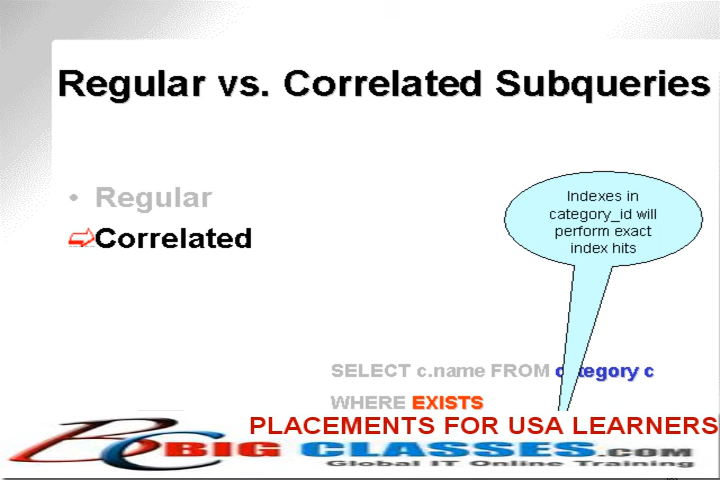 Regular vs. Correlated Subqueries
• Regular
Correlated
Indexes in
category_id will
perform exact
index hits
SELECT c.name FROM category c
WHERE EXISTS
PLACEMENTS FOR USA LEARNERS
BIG CLASSES.COM
Global IT Online Training